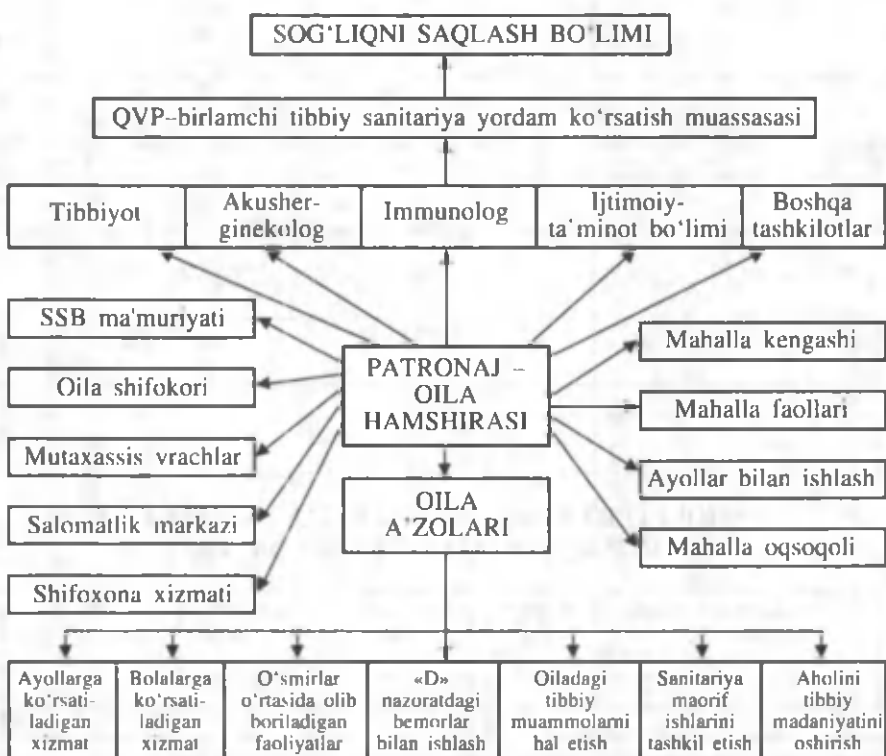 SOG‘LIQNI SAQLASH BO‘LIMI
QVP–birlamchi tibbiy sanitariya yordam ko‘rsatish muassasasi
Tibbiyot
Akusher-
ginekolog
Immunolog
Ijtimoiy-
ta'minot bo‘limi
Boshqa
tashkilotlar
SSB ma'muriyati
Oila shifokori
Mutaxassis vrachlar
Salomatlik markazi
Shifoxona xizmati
PATRONAJ –
OILA
HAMSHIRASI
OILA
A’ZOLARI
Mahalla kengashi
Mahalla faollari
Ayollar bilan ishlash
Mahalla oqsoqoli
Ayollarga
ko‘rsati-
ladigan
xizmat
Bolalarga
ko‘rsati-
ladigan
xizmat
O‘smirlar
o‘rtasida olib
boriladigan
faoliyatlar
«D»
nazoratdagi
bemorlar
bilan ishlash
Oiladagi
tibbiy
muammolarni
hal etish
Sanitariya
maorif
ishlarini
tashkil etish
Aholini
tibbiy
madaniyatini
oshirish